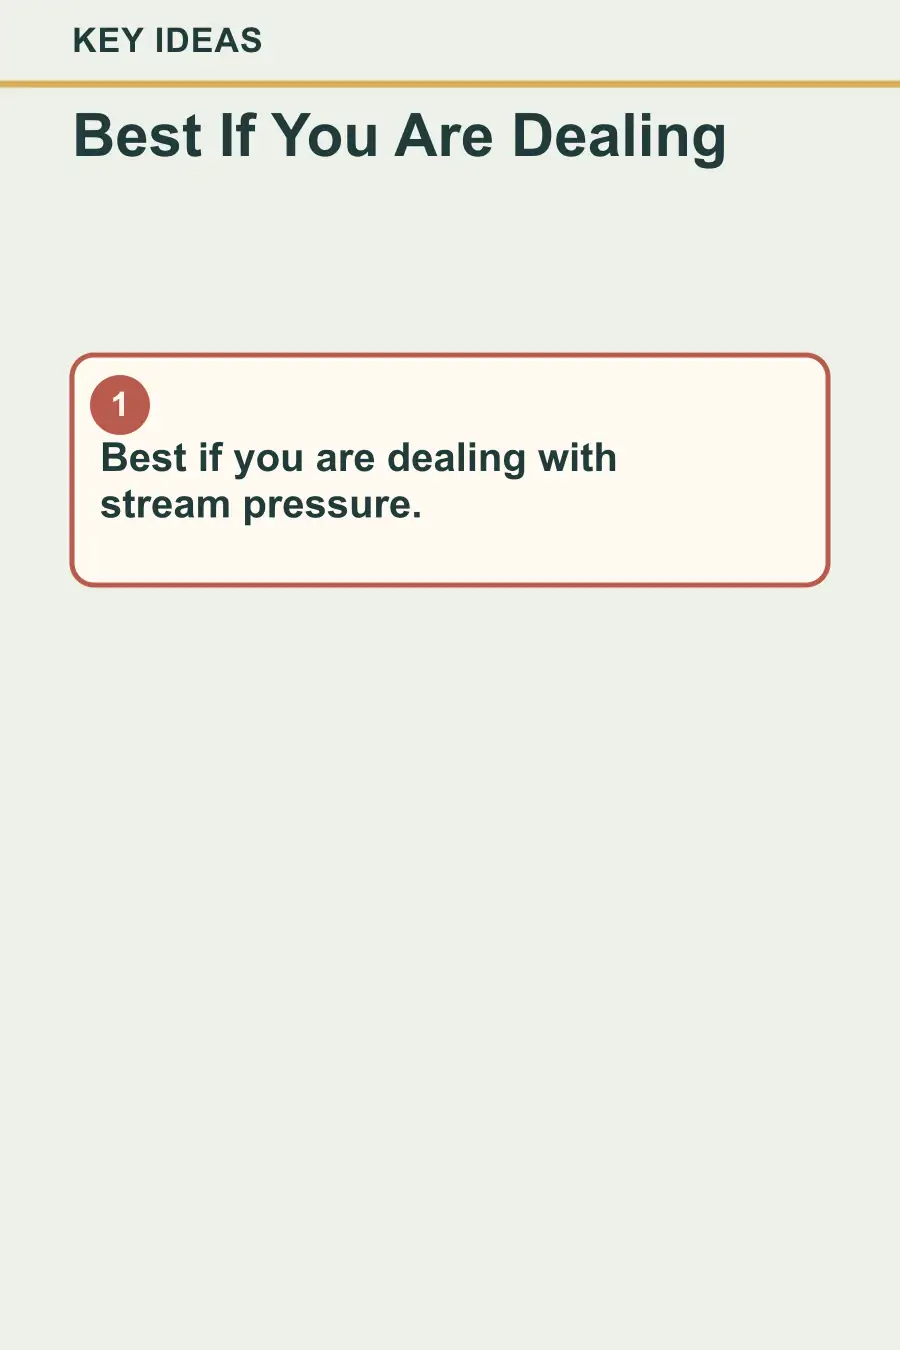 KEY IDEAS
Best If You Are Dealing
1
Best if you are dealing with
stream pressure.